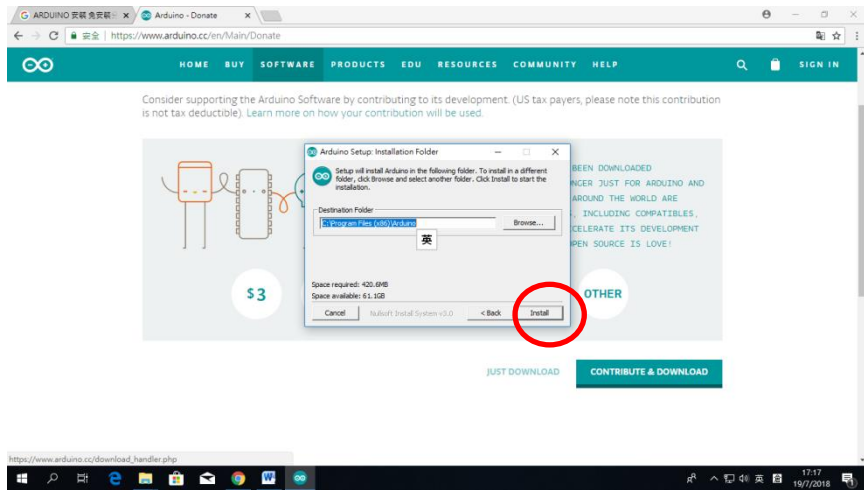 ARDUINO 安裝 免安裝
Arduino - Donate
安全 | https://www.arduino.cc/en/Main/Donate
HOME BUY SOFTWARE PRODUCTS EDU RESOURCES COMMUNITY HELP SIGN IN
Consider supporting the Arduino Software by contributing to its development. (US tax payers, please note this contribution
is not tax deductible). Learn more on how your contribution will be used.
Arduino Setup: Installation Folder
Setup will install Arduino in the following folder. To install in a different
folder, click Browse and select another folder. Click Install to start the
installation.
Destination Folder
C:\Program Files (x86)\Arduino
Browse...
英
Space required: 420.6MB
Space available: 61.1GB
Cancel
Nullsoft Install System v3.0
< Back
Install
BEEN DOWNLOADED
NGER JUST FOR ARDUINO AND
AROUND THE WORLD ARE
, INCLUDING COMPATIBLES,
CELERATE ITS DEVELOPMENT
PEN SOURCE IS LOVE!
$3
OTHER
JUST DOWNLOAD
CONTRIBUTE & DOWNLOAD
https://www.arduino.cc/download_handler.php
英
17:17
19/7/2018